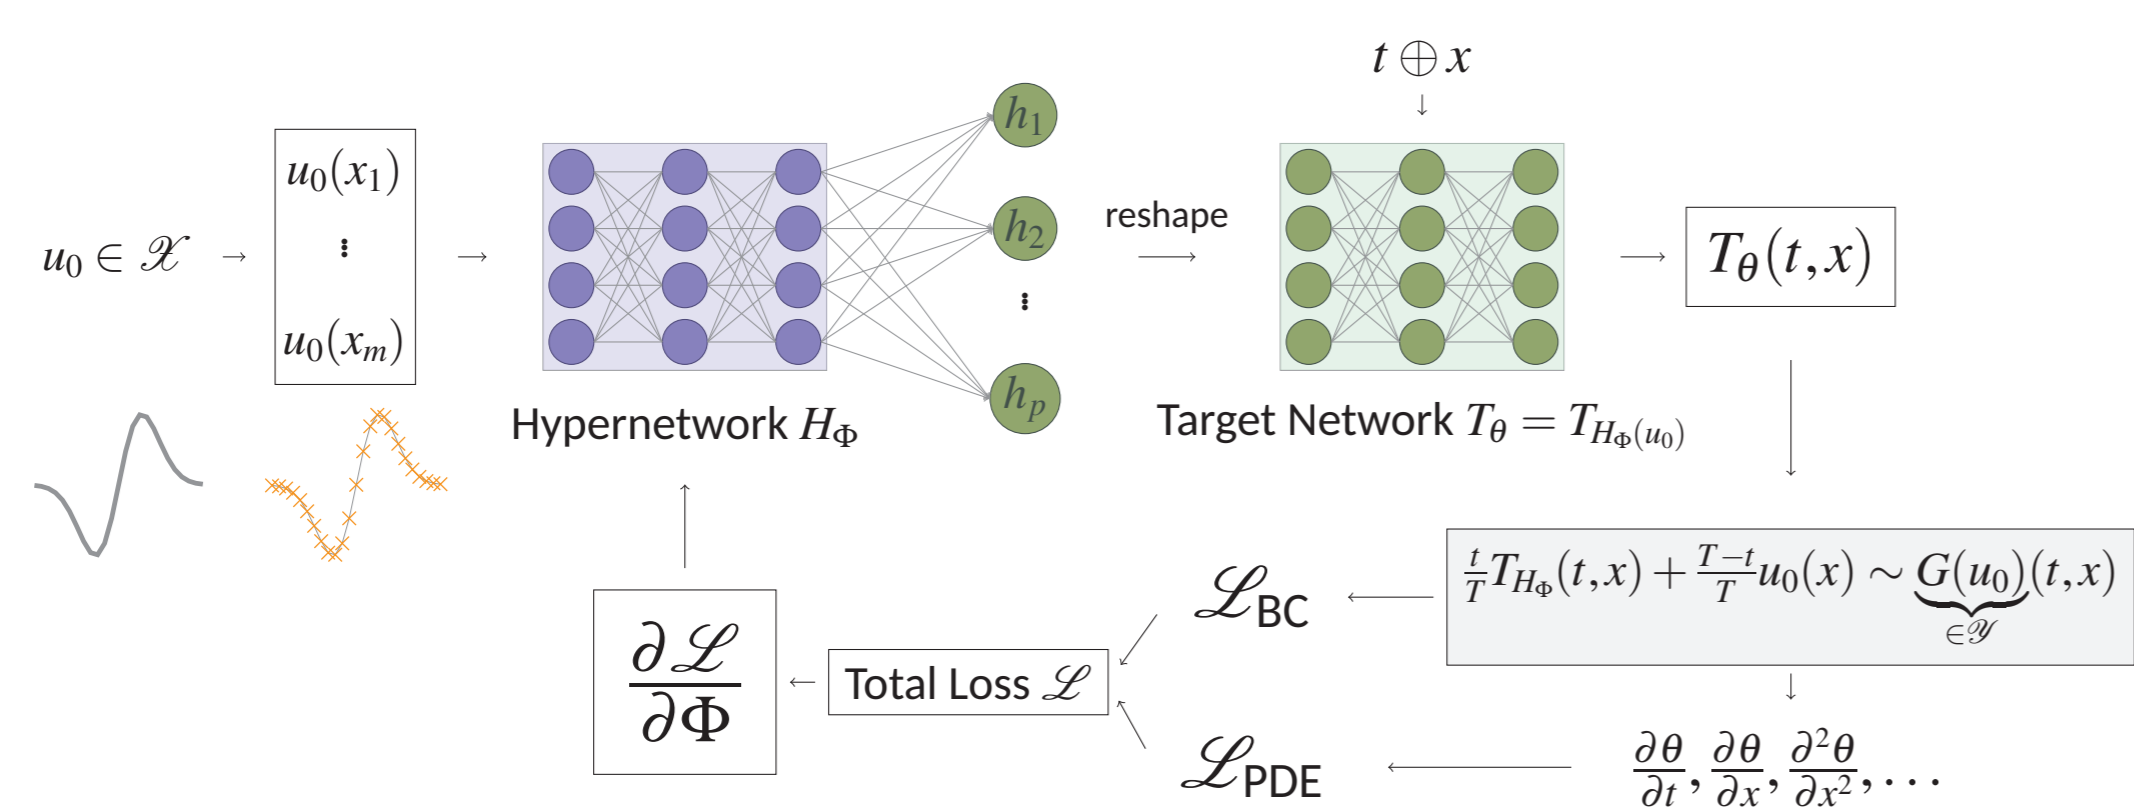 t ⊕ x
h₁
u₀(x₁)
⋮
u₀(xₘ)
u₀ ∈ 𝒳
h₂
⋮
hₚ
reshape
T_θ(t,x)
Hypernetwork H_Φ
Target Network T_θ = T_{H_Φ(u₀)}
t/T T_{H_Φ}(t,x) + (T−t)/T u₀(x) ∼ G(u₀)(t,x)
∈𝒴
ℒ_BC
∂ℒ/∂Φ
Total Loss ℒ
ℒ_PDE
∂θ/∂t, ∂θ/∂x, ∂²θ/∂x², ...